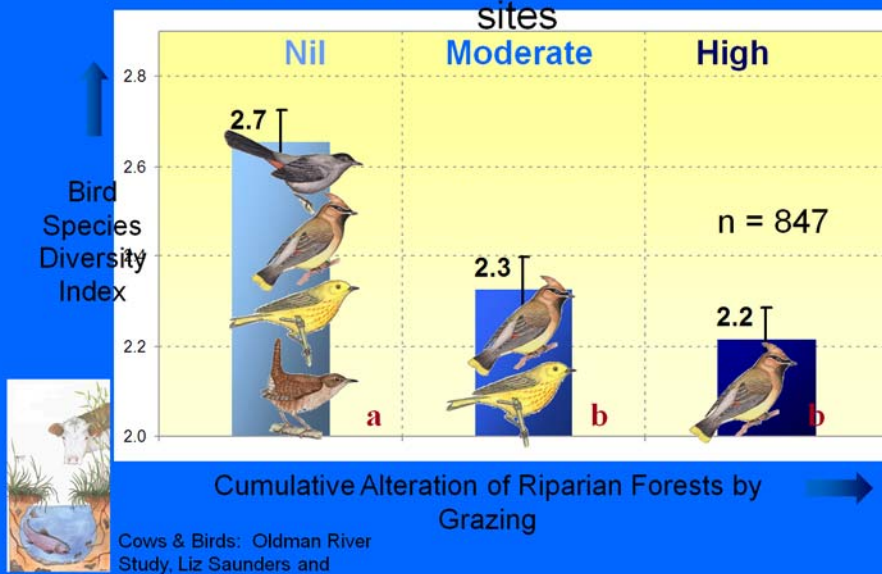 sites
Nil Moderate High
2.8
2.7
2.6
Bird
Species
Diversity
Index
n = 847
2.4
2.3
2.2
2.2
2.0
a b b
Cumulative Alteration of Riparian Forests by
Grazing
Cows & Birds: Oldman River
Study, Liz Saunders and